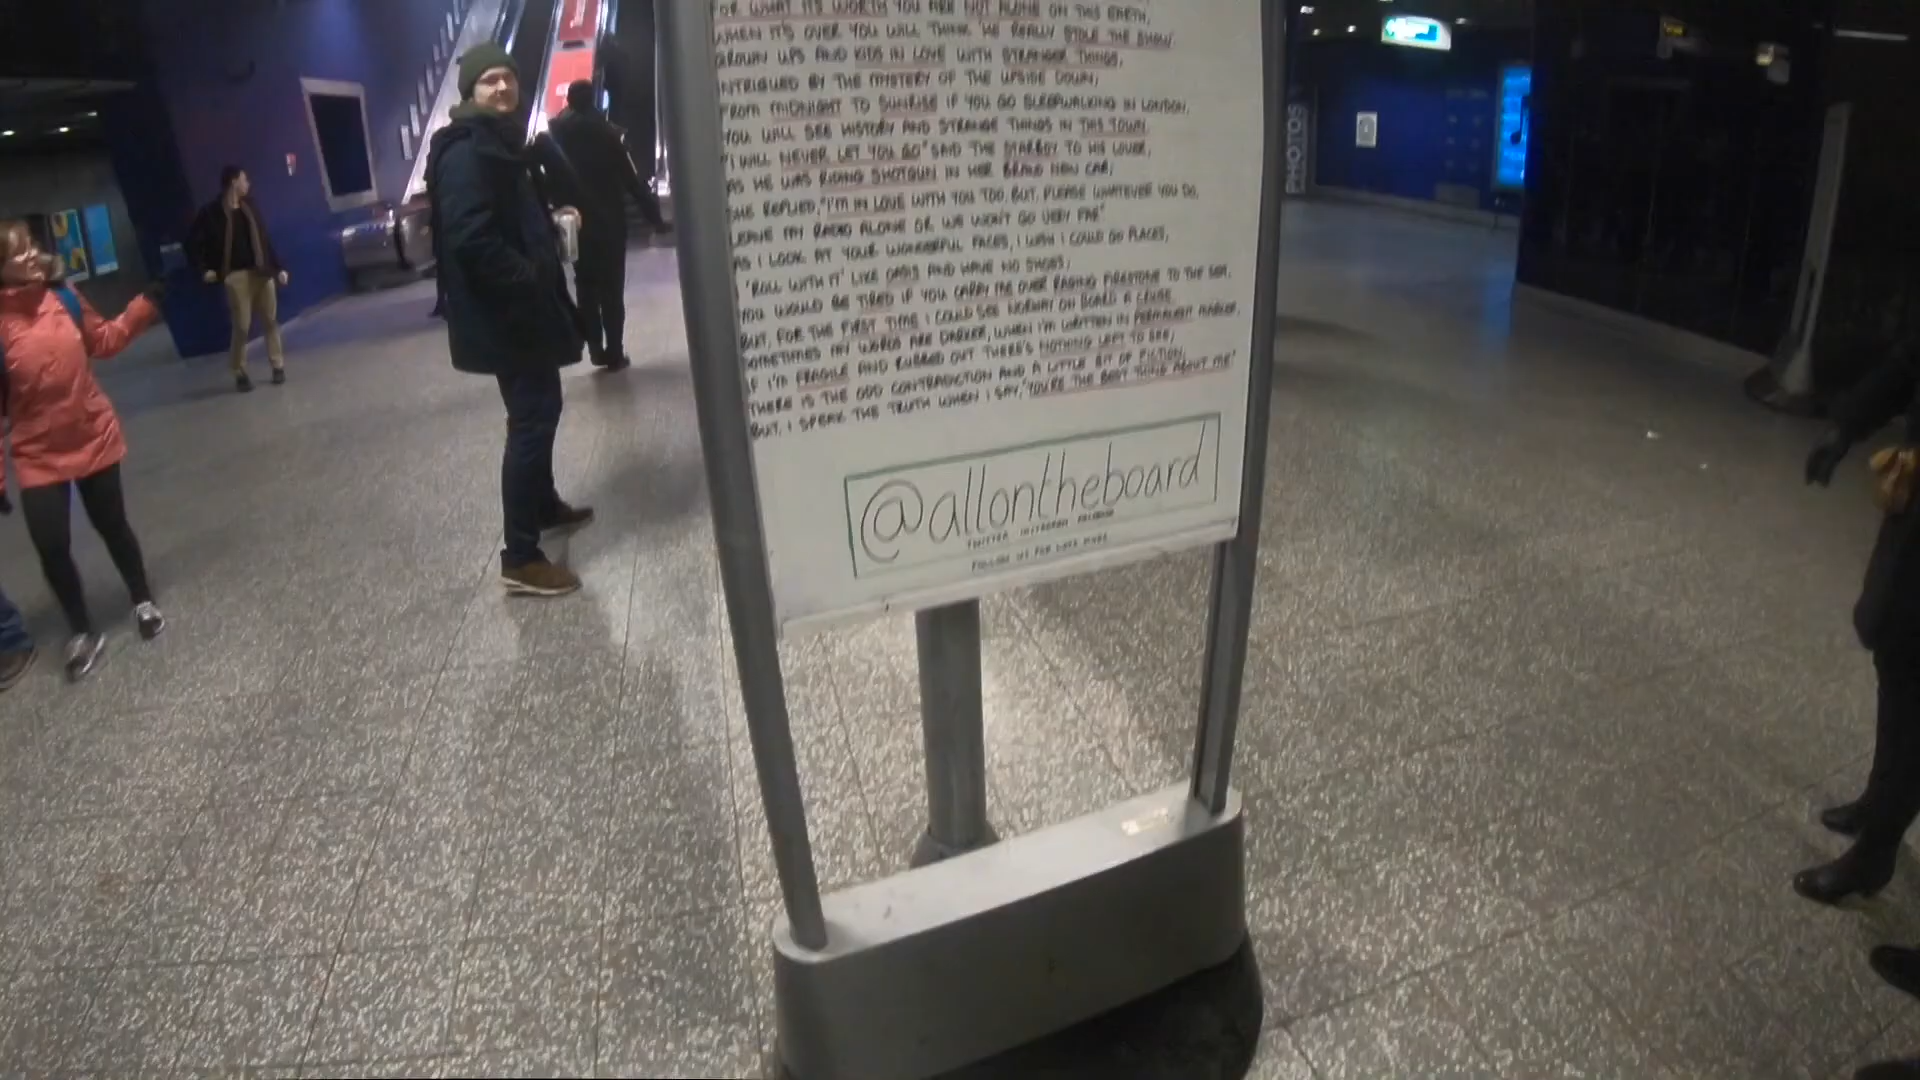 FOR WHAT IT'S WORTH YOU ARE NOT ALONE ON THIS EARTH,
WHEN IT'S OVER YOU WILL THINK 'HE REALLY STOLE THE SHOW'
GROWN UPS AND KIDS IN LOVE WITH STRANGER THINGS,
INTRIGUED BY THE MYSTERY OF THE UPSIDE DOWN;
FROM MIDNIGHT TO SUNRISE IF YOU GO SLEEPWALKING IN LONDON,
YOU WILL SEE HISTORY AND STRANGE THINGS IN THIS TOWN.
"I WILL NEVER LET YOU GO" SAID THE STARBOY TO HIS LOVER,
AS HE WAS RIDING SHOTGUN IN HER BRAND NEW CAR;
SHE REPLIED, "I'M IN LOVE WITH YOU TOO, BUT, PLEASE WHATEVER YOU DO,
LEAVE MY RADIO ALONE OR WE WON'T GO VERY FAR"
AS I LOOK AT YOUR WONDERFUL FACES, I WISH I COULD GO PLACES,
'ROLL WITH IT' LIKE OASIS AND HAVE NO SHOES;
YOU WOULD BE TIRED IF YOU CARRY ME OVER RAGING FIRESTONE TO THE SEA,
BUT, FOR THE FIRST TIME I COULD SEE NORWAY ON BOARD A CRUISE.
SOMETIMES MY WORDS ARE DARKER, WHEN I'M WRITTEN IN PERMANENT MARKER,
IF I'M FRAGILE AND RUBBED OUT THERE'S NOTHING LEFT TO SEE;
THERE IS THE ODD CONTRADICTION AND A LITTLE BIT OF FICTION,
BUT, I SPEAK THE TRUTH WHEN I SAY, "YOU'RE THE BEST THING ABOUT ME"
@allontheboard
TWITTER INSTAGRAM FACEBOOK
FOLLOW US FOR LOTS MORE
PHOTOS